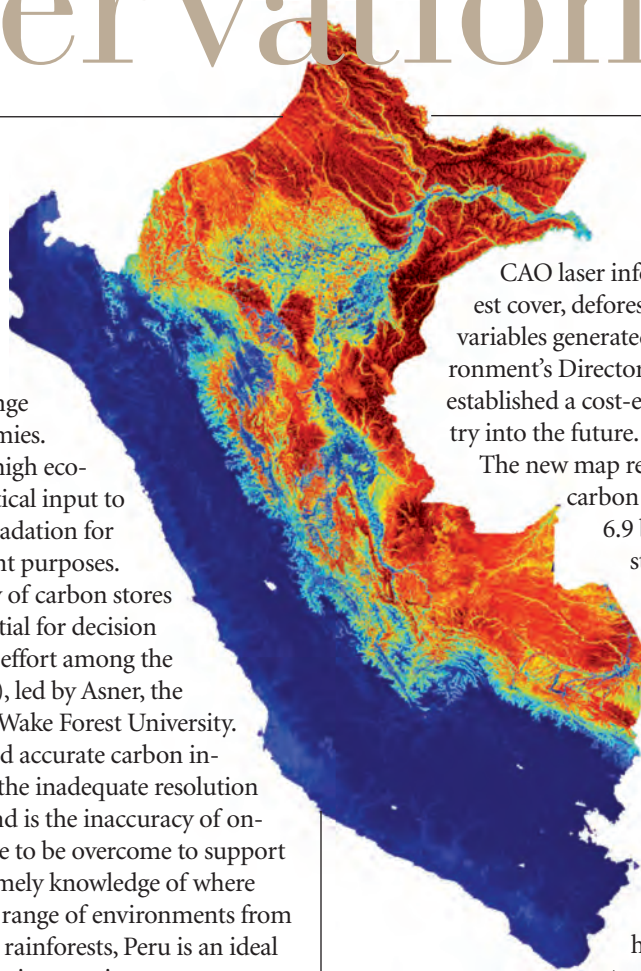 ervation
nge
mies.
high eco-
tical input to
adation for
nt purposes.
y of carbon stores
tial for decision
effort among the
), led by Asner, the
Wake Forest University.
d accurate carbon in-
the inadequate resolution
nd is the inaccuracy of on-
e to be overcome to support
mely knowledge of where
range of environments from
rainforests, Peru is an ideal
CAO laser info
est cover, defores
variables generated
ronment’s Director
established a cost-e
try into the future.
The new map re
carbon
6.9
h